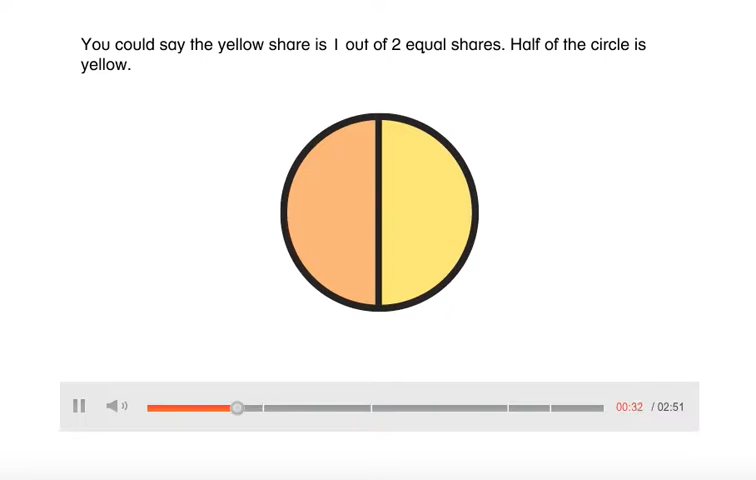 You could say the yellow share is 1 out of 2 equal shares. Half of the circle is
yellow.
00:32 / 02:51